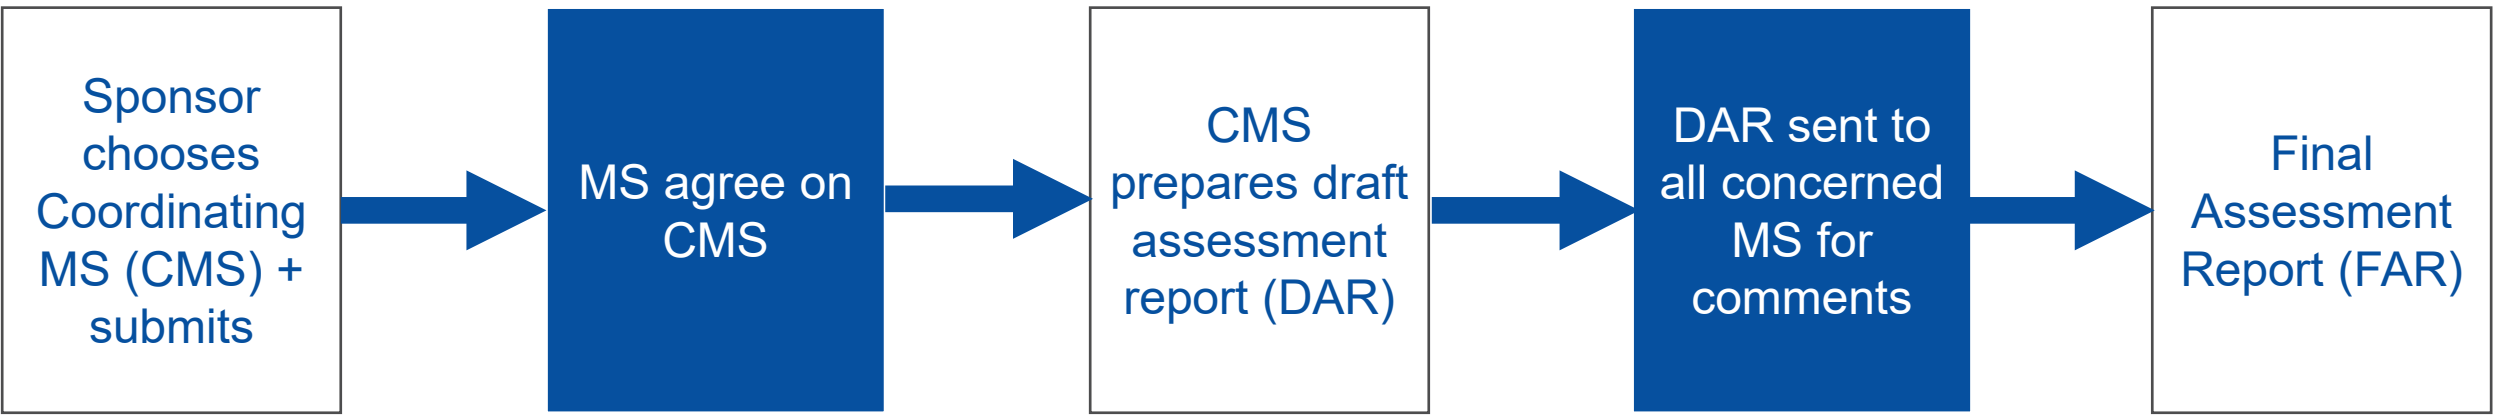 Sponsor
chooses
Coordinating
MS (CMS) +
submits
MS agree on
CMS
CMS
prepares draft
assessment
report (DAR)
DAR sent to
all concerned
MS for
comments
Final
Assessment
Report (FAR)